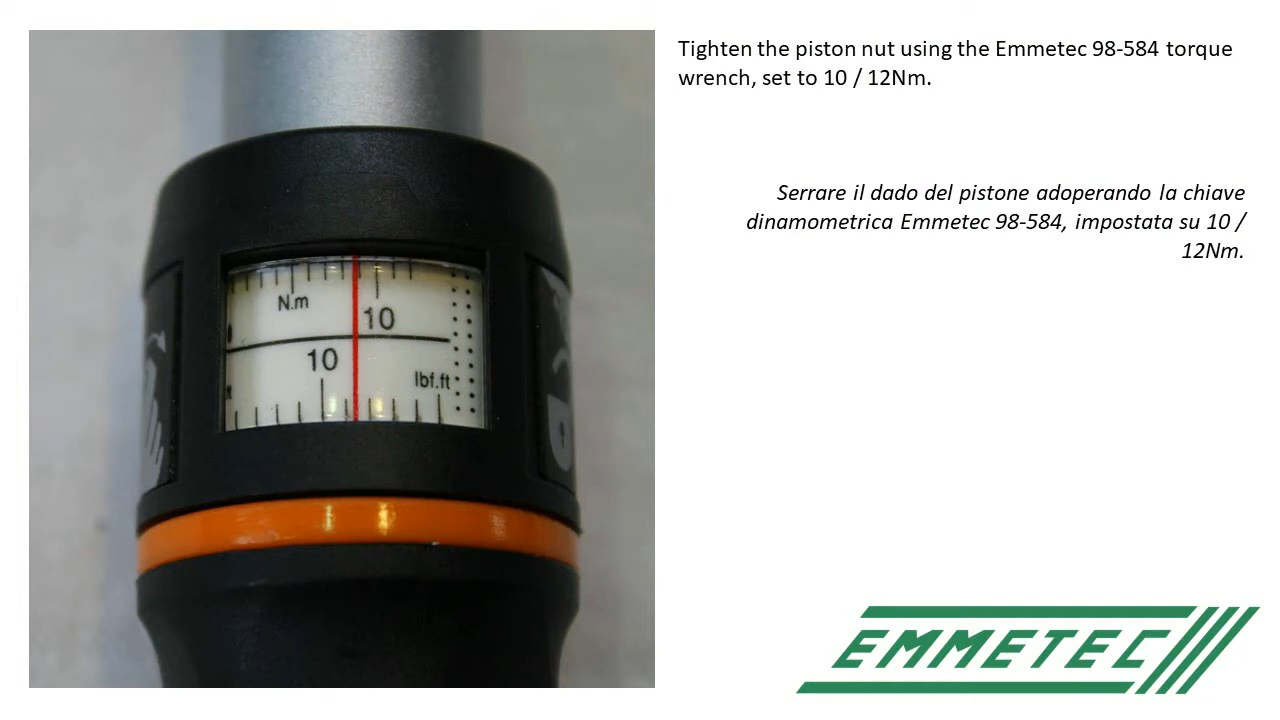 Tighten the piston nut using the Emmetec 98-584 torque
wrench, set to 10 / 12Nm.
Serrare il dado del pistone adoperando la chiave
dinamometrica Emmetec 98-584, impostata su 10 /
12Nm.
N.m
10
10
lbf.ft
EMMETEC